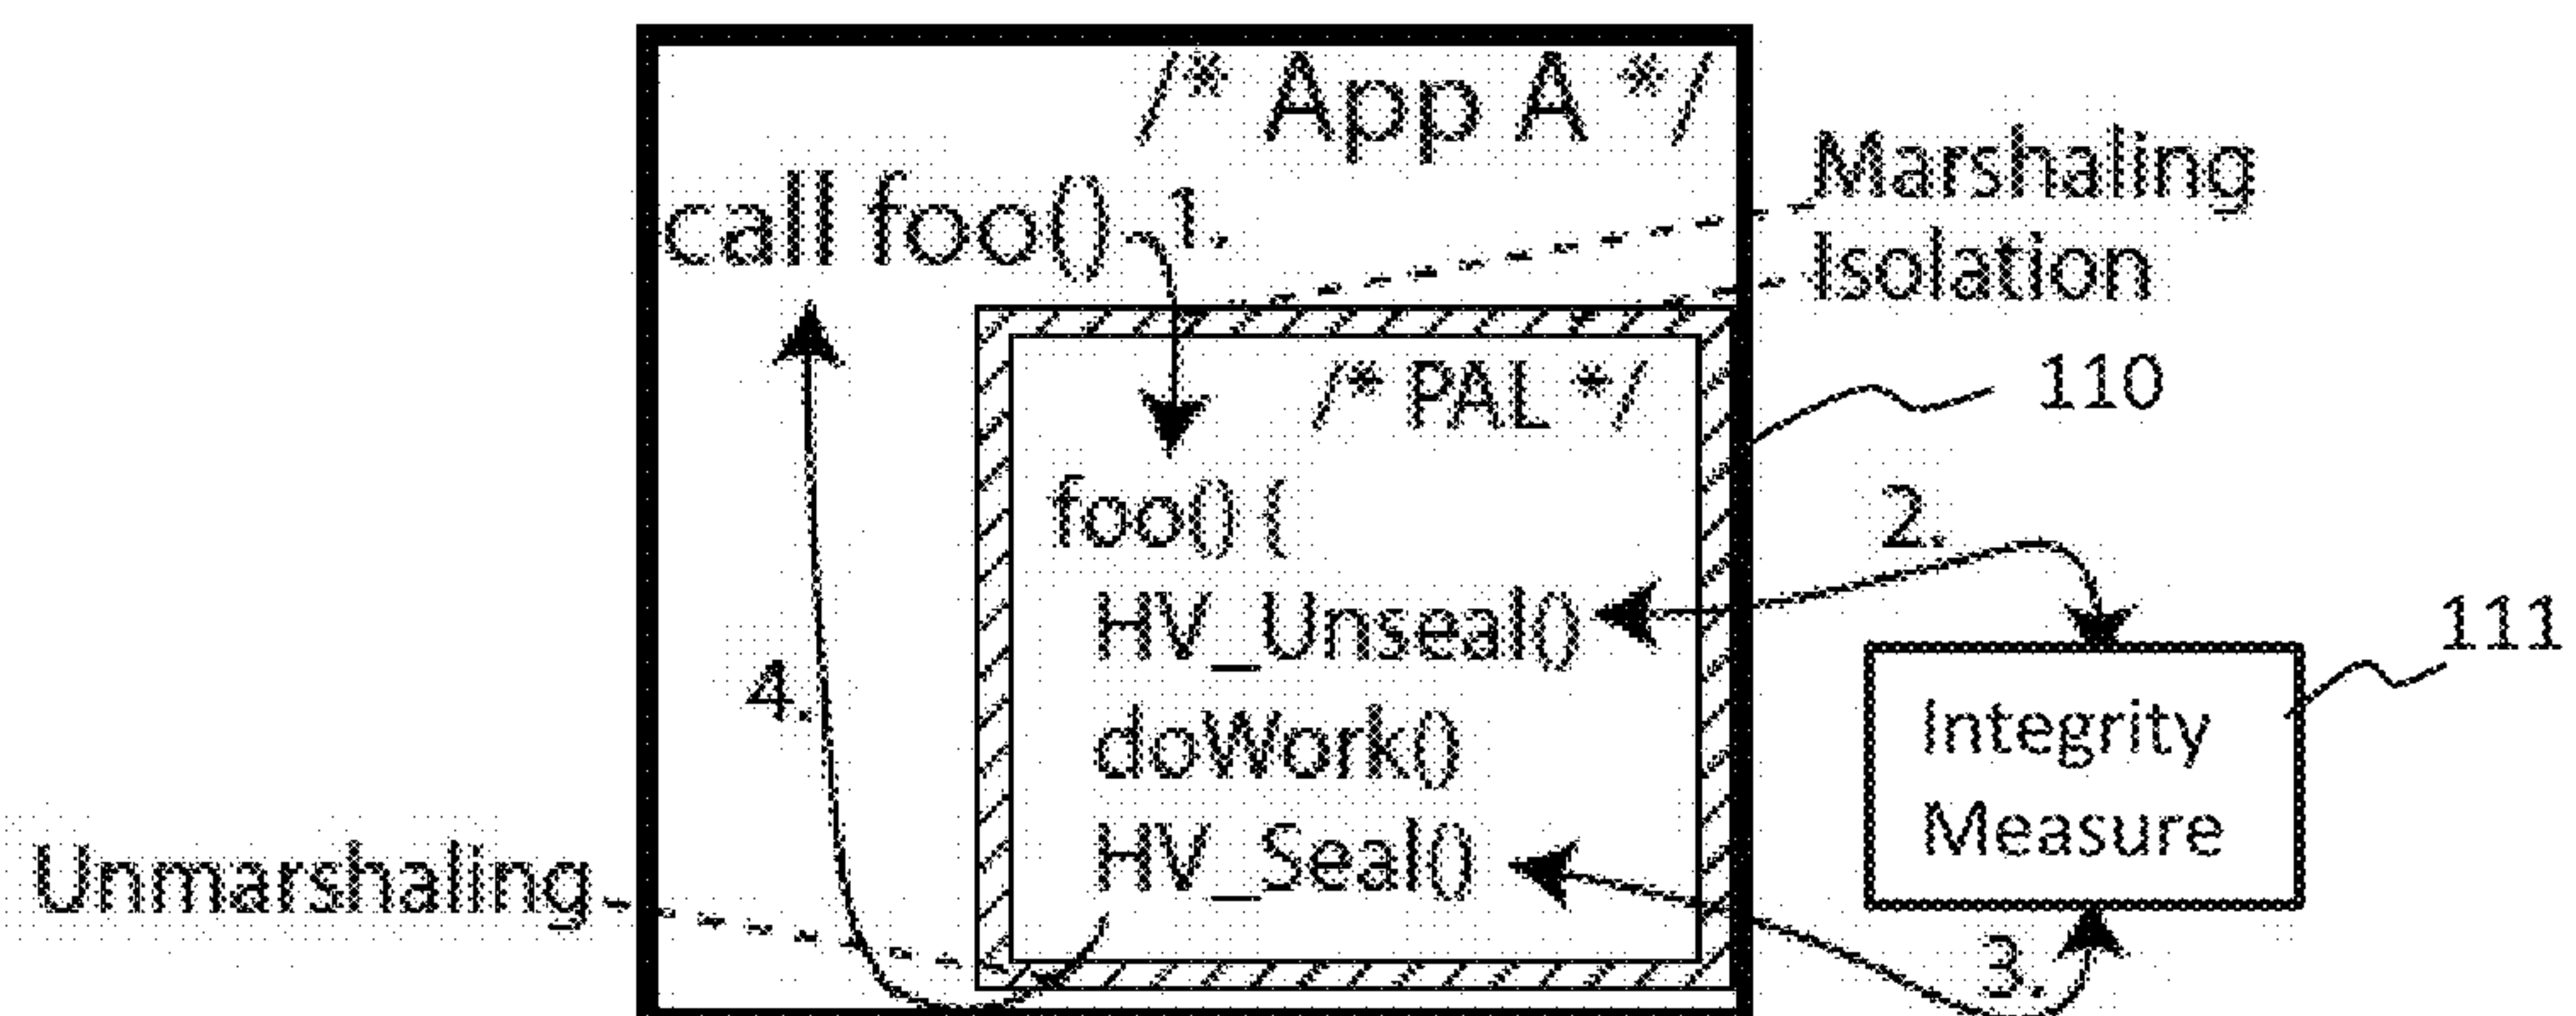 /* App A */
call foo() 1.
Marshaling
Isolation
/* PAL */
110
foo() {
2.
HV_Unseal()
111
4.
doWork()
Integrity
Measure
HV_Seal()
Unmarshaling
3.